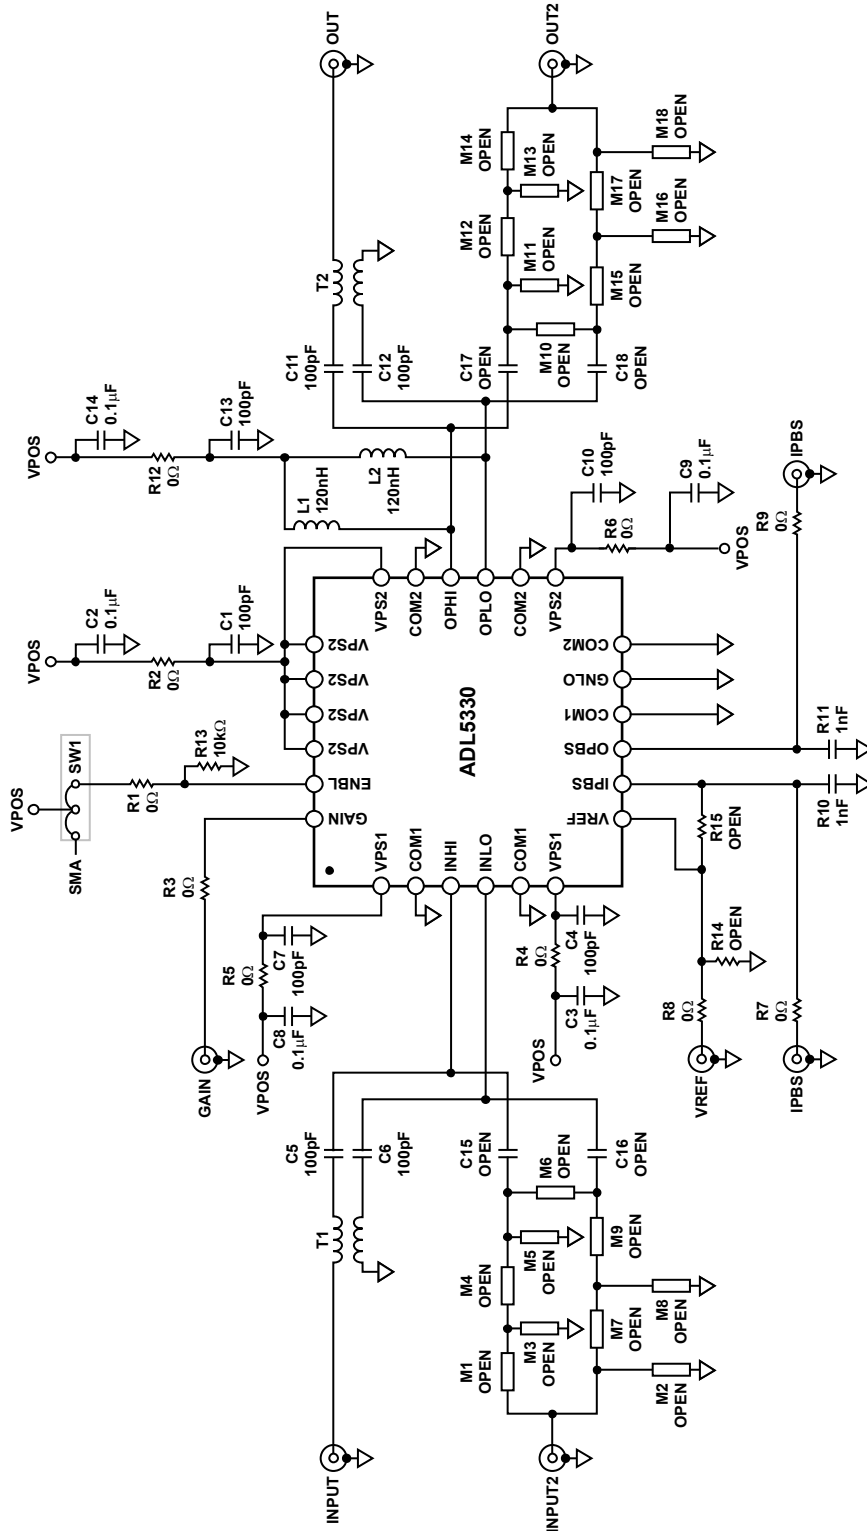 OUT
OUT2
M18
OPEN
M14
OPEN
M13
OPEN
M17
OPEN
M16
OPEN
M12
OPEN
M11
OPEN
M15
OPEN
M10
OPEN
T2
C11
100pF
C12
100pF
C17
OPEN
C18
OPEN
VPOS
C14
0.1µF
R12
0Ω
C13
100pF
L1
120nH
L2
120nH
C10
100pF
R6
0Ω
C9
0.1µF
VPOS
IPBS
R9
0Ω
VPOS
C2
0.1µF
R2
0Ω
C1
100pF
VPOS
SW1
SMA
R1
0Ω
R13
10kΩ
R3
0Ω
GAIN
ADL5330
VPS2
COM2
OPHI
OPLO
COM2
VPS2
VPS2
VPS2
VPS2
VPS2
ENBL
GAIN
COM2
GNLO
COM1
OPBS
IPBS
VREF
VPS1
COM1
INHI
INLO
COM1
VPS1
R11
1nF
R10
1nF
R15
OPEN
R14
OPEN
R8
0Ω
VREF
R7
0Ω
IPBS
R5
0Ω
C7
100pF
C8
0.1µF
VPOS
R4
0Ω
C4
100pF
C3
0.1µF
VPOS
C5
100pF
C6
100pF
C15
OPEN
C16
OPEN
T1
M6
OPEN
M5
OPEN
M9
OPEN
M4
OPEN
M8
OPEN
M3
OPEN
M7
OPEN
M1
OPEN
M2
OPEN
INPUT
INPUT2